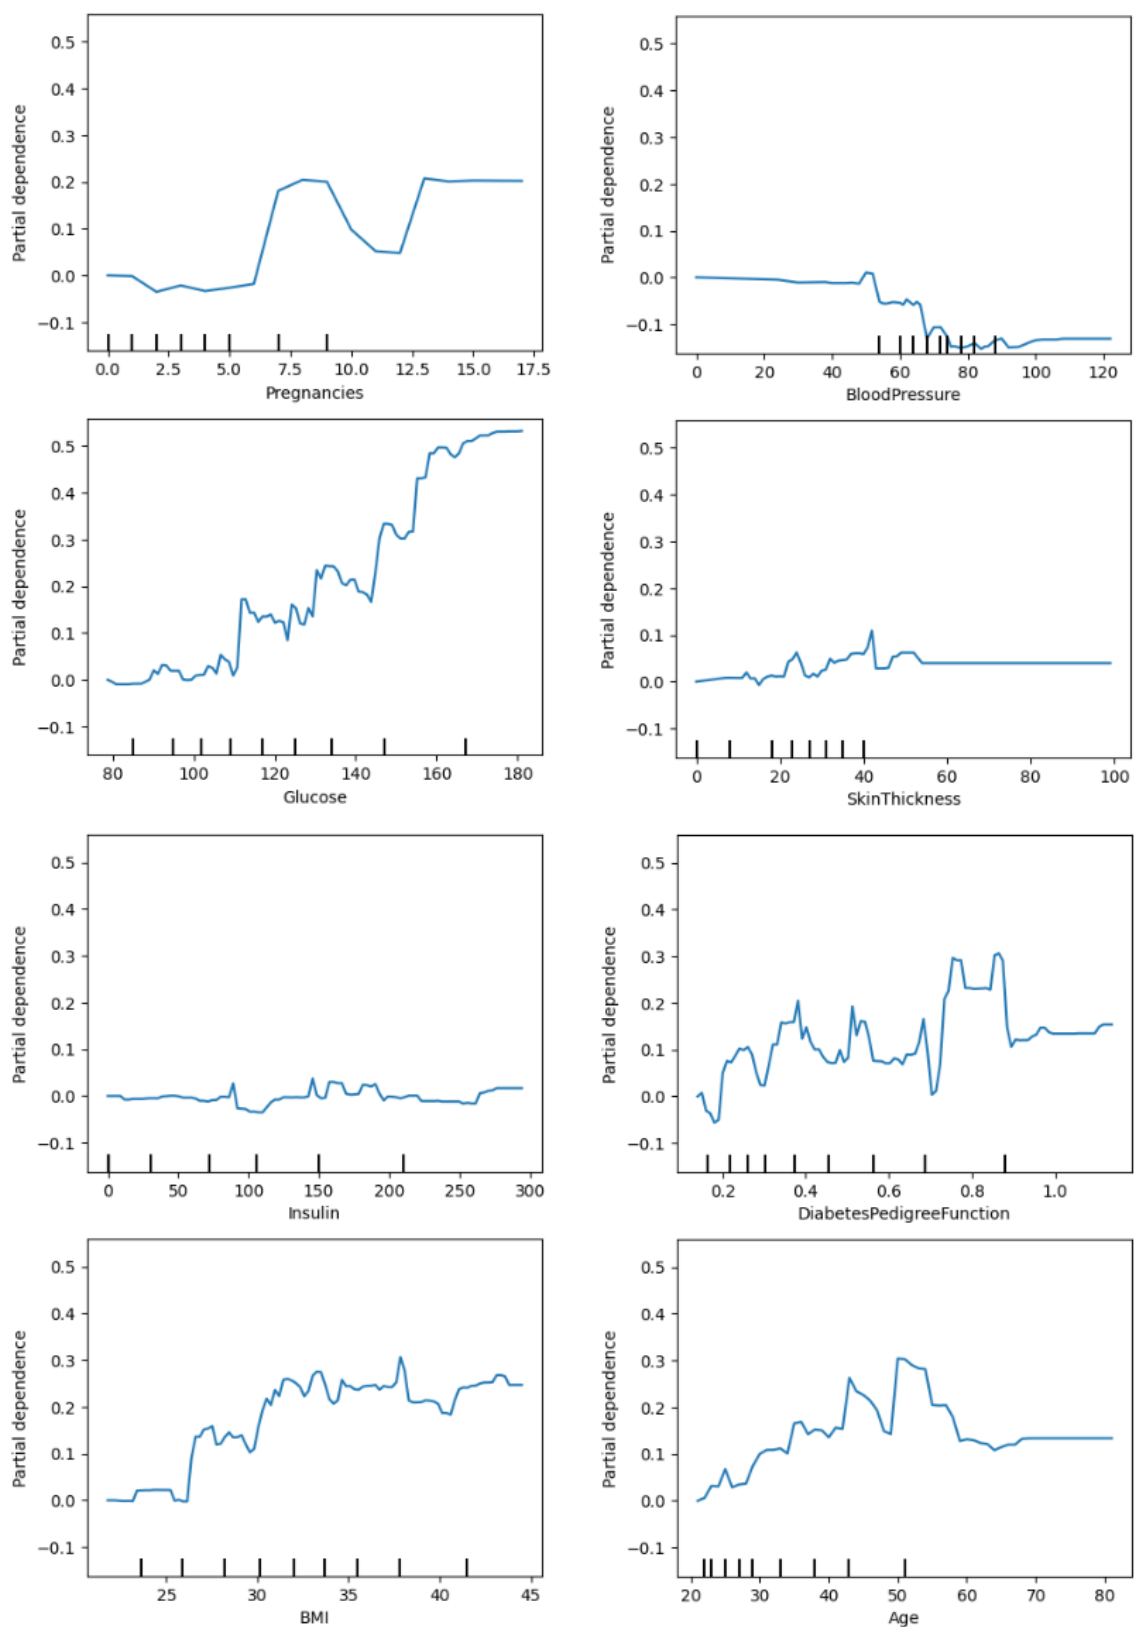 Partial dependence
0.5
0.4
0.3
0.2
0.1
0.0
−0.1
0.0 2.5 5.0 7.5 10.0 12.5 15.0 17.5
Pregnancies
Partial dependence
0.5
0.4
0.3
0.2
0.1
0.0
−0.1
0 20 40 60 80 100 120
BloodPressure
Partial dependence
0.5
0.4
0.3
0.2
0.1
0.0
−0.1
80 100 120 140 160 180
Glucose
Partial dependence
0.5
0.4
0.3
0.2
0.1
0.0
−0.1
0 20 40 60 80 100
SkinThickness
Partial dependence
0.5
0.4
0.3
0.2
0.1
0.0
−0.1
0 50 100 150 200 250 300
Insulin
Partial dependence
0.5
0.4
0.3
0.2
0.1
0.0
−0.1
0.2 0.4 0.6 0.8 1.0
DiabetesPedigreeFunction
Partial dependence
0.5
0.4
0.3
0.2
0.1
0.0
−0.1
25 30 35 40 45
BMI
Partial dependence
0.5
0.4
0.3
0.2
0.1
0.0
−0.1
20 30 40 50 60 70 80
Age